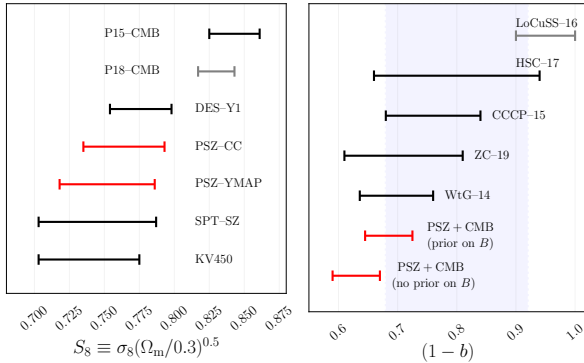 P15–CMB
P18–CMB
DES–Y1
PSZ–CC
PSZ–YMAP
SPT–SZ
KV450
0.700
0.725
0.750
0.775
0.800
0.825
0.850
0.875
S₈ ≡ σ₈(Ωₘ/0.3)⁰·⁵
LoCuSS–16
HSC–17
CCCP–15
ZC–19
WtG–14
PSZ + CMB
(prior on B)
PSZ + CMB
(no prior on B)
0.6
0.7
0.8
0.9
1.0
(1 − b)